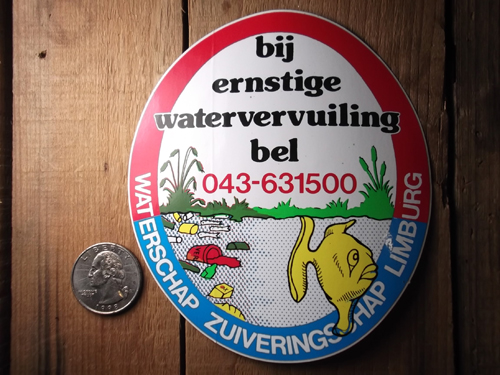 bij
ernstige
watervervuiling
bel
043-631500
WATERSCHAP ZUIVERINGSCHAP LIMBURG